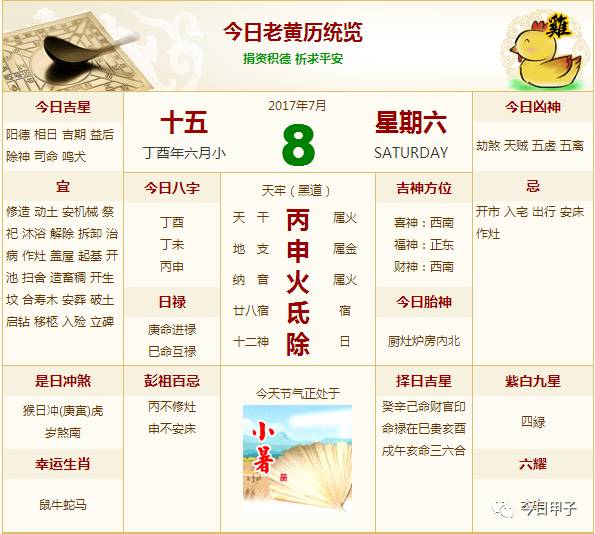 今日老黄历统览
捐资积德 祈求平安
雞
今日吉星
阳德 相日 吉期 益后
除神 司命 鸣犬
十五
丁酉年六月小
2017年7月
8
星期六
SATURDAY
今日凶神
劫煞 天贼 五虚 五离
宜
修造 动土 安机械 祭
祀 沐浴 解除 拆卸 治
病 作灶 盖屋 起基 开
池 扫舍 造畜稠 开生
坟 合寿木 安葬 破土
启钻 移柩 入殓 立碑
今日八字
丁酉
丁未
丙申
日禄
庚命进禄
巳命互禄
天牢（黑道）
天 干 丙 属火
地 支 申 属金
纳 音 火 属火
廿八宿 氐 宿
十二神 除 日
吉神方位
喜神：西南
福神：正东
财神：西南
今日胎神
厨灶炉房内北
忌
开市 入宅 出行 安床
作灶
是日冲煞
猴日冲(庚寅)虎
岁煞南
幸运生肖
鼠牛蛇马
彭祖百忌
丙不修灶
申不安床
今天节气正处于
小暑
择日吉星
癸辛己命财官印
命禄在巳贵亥酉
戌午亥命三六合
紫白九星
四緑
六耀
今日甲子